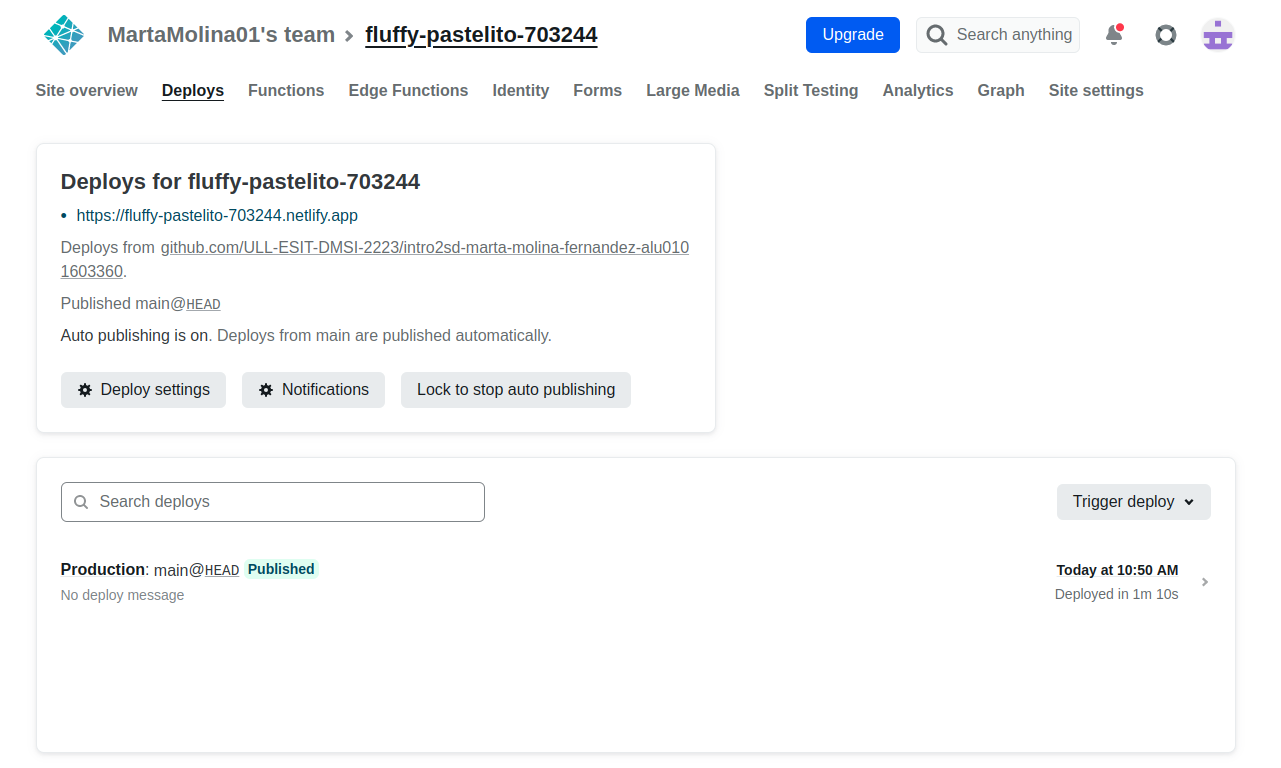 MartaMolina01's team > fluffy-pastelito-703244 Upgrade Search anything
Site overview Deploys Functions Edge Functions Identity Forms Large Media Split Testing Analytics Graph Site settings
Deploys for fluffy-pastelito-703244
• https://fluffy-pastelito-703244.netlify.app
Deploys from github.com/ULL-ESIT-DMSI-2223/intro2sd-marta-molina-fernandez-alu010
1603360.
Published main@HEAD
Auto publishing is on. Deploys from main are published automatically.
Deploy settings Notifications Lock to stop auto publishing
Search deploys Trigger deploy
Production: main@HEAD Published Today at 10:50 AM
No deploy message Deployed in 1m 10s